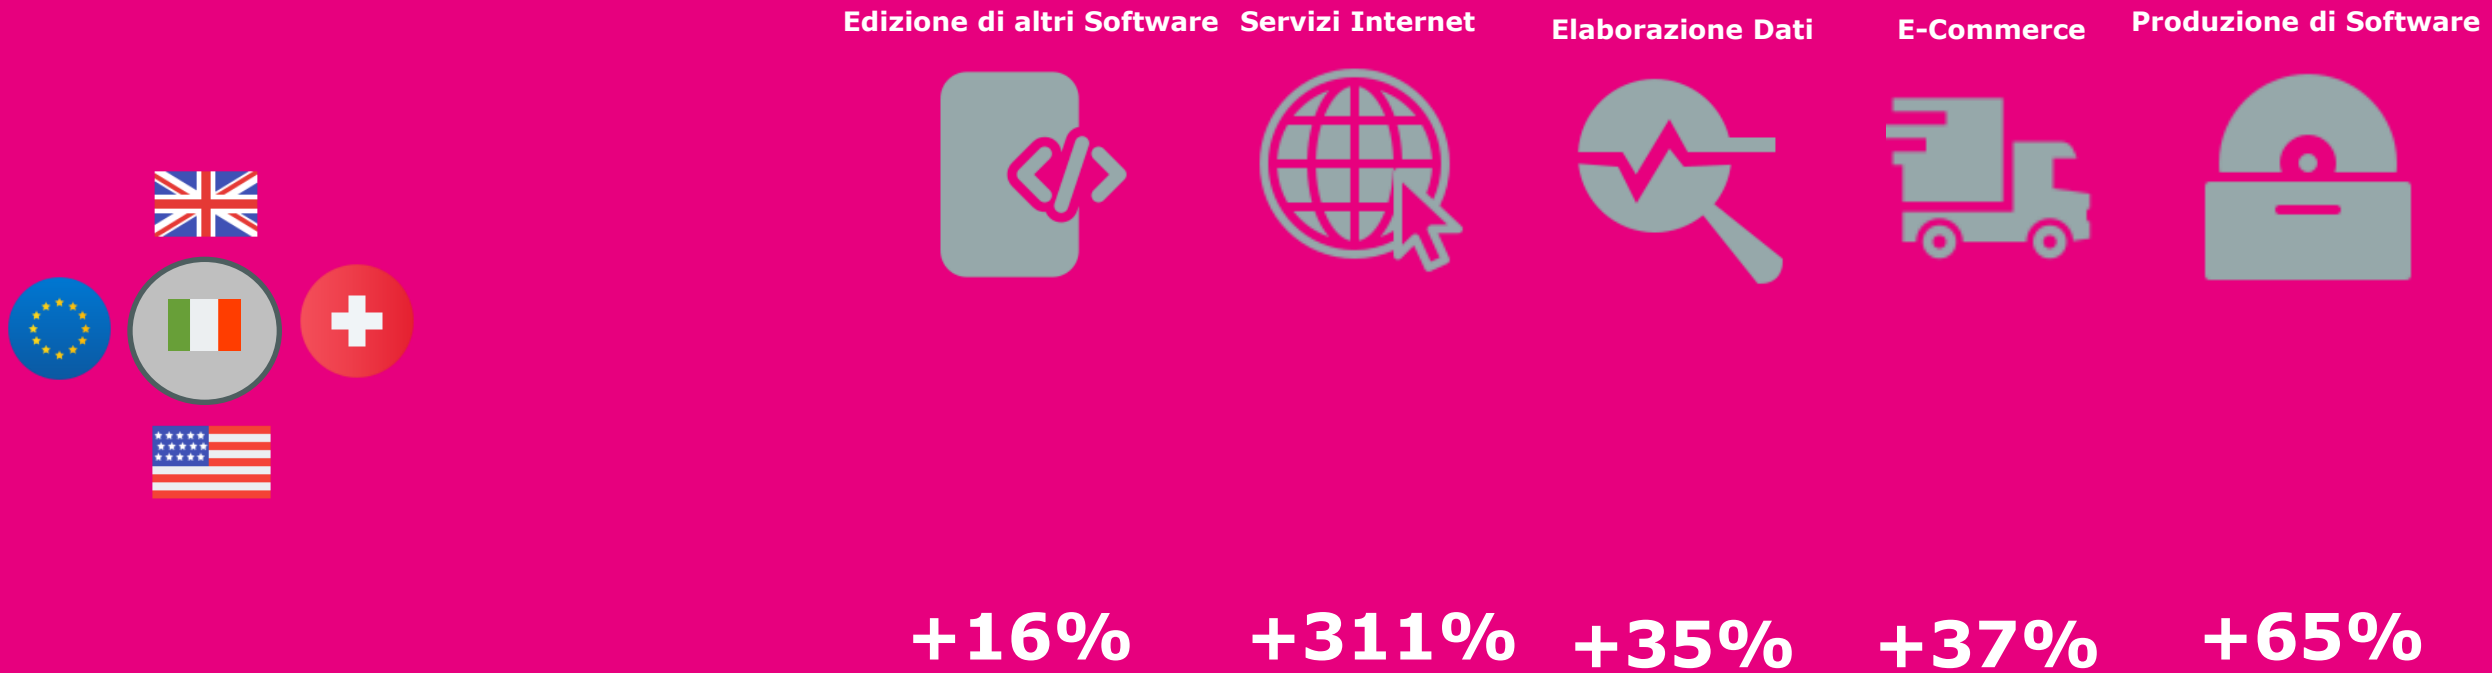 Edizione di altri Software
Servizi Internet
Elaborazione Dati
E-Commerce
Produzione di Software
+16%
+311%
+35%
+37%
+65%